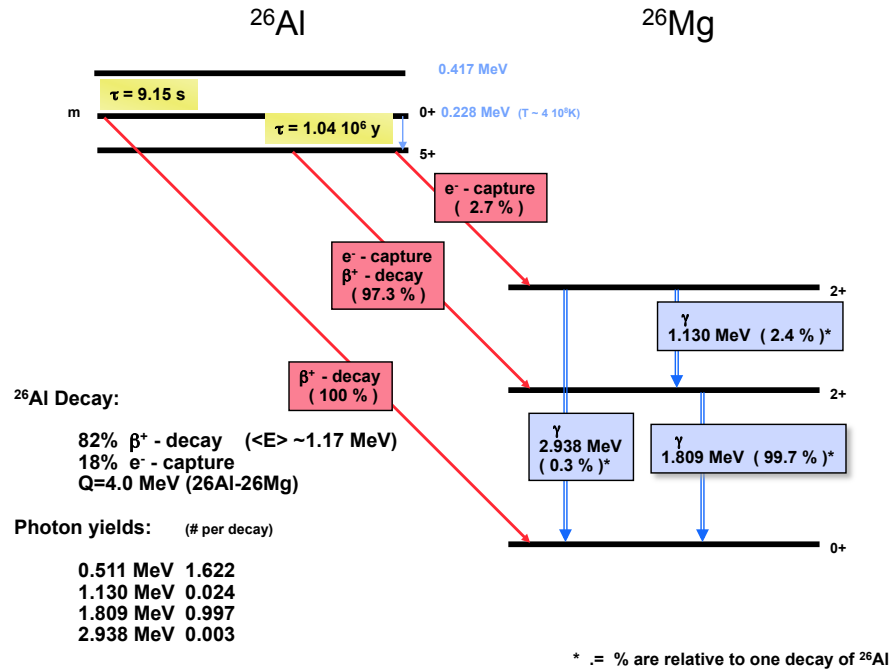 ²⁶Al
²⁶Mg
0.417 MeV
τ = 9.15 s
m
0+ 0.228 MeV (T ~ 4 10⁸K)
τ = 1.04 10⁶ y
5+
e⁻ - capture
( 2.7 % )
e⁻ - capture
β⁺ - decay
( 97.3 % )
2+
γ
1.130 MeV ( 2.4 % )*
β⁺ - decay
( 100 % )
2+
γ
2.938 MeV
( 0.3 % )*
γ
1.809 MeV ( 99.7 % )*
0+
²⁶Al Decay:
82% β⁺ - decay (<E> ~1.17 MeV)
18% e⁻ - capture
Q=4.0 MeV (26Al-26Mg)
Photon yields: (# per decay)
0.511 MeV 1.622
1.130 MeV 0.024
1.809 MeV 0.997
2.938 MeV 0.003
* .= % are relative to one decay of ²⁶Al